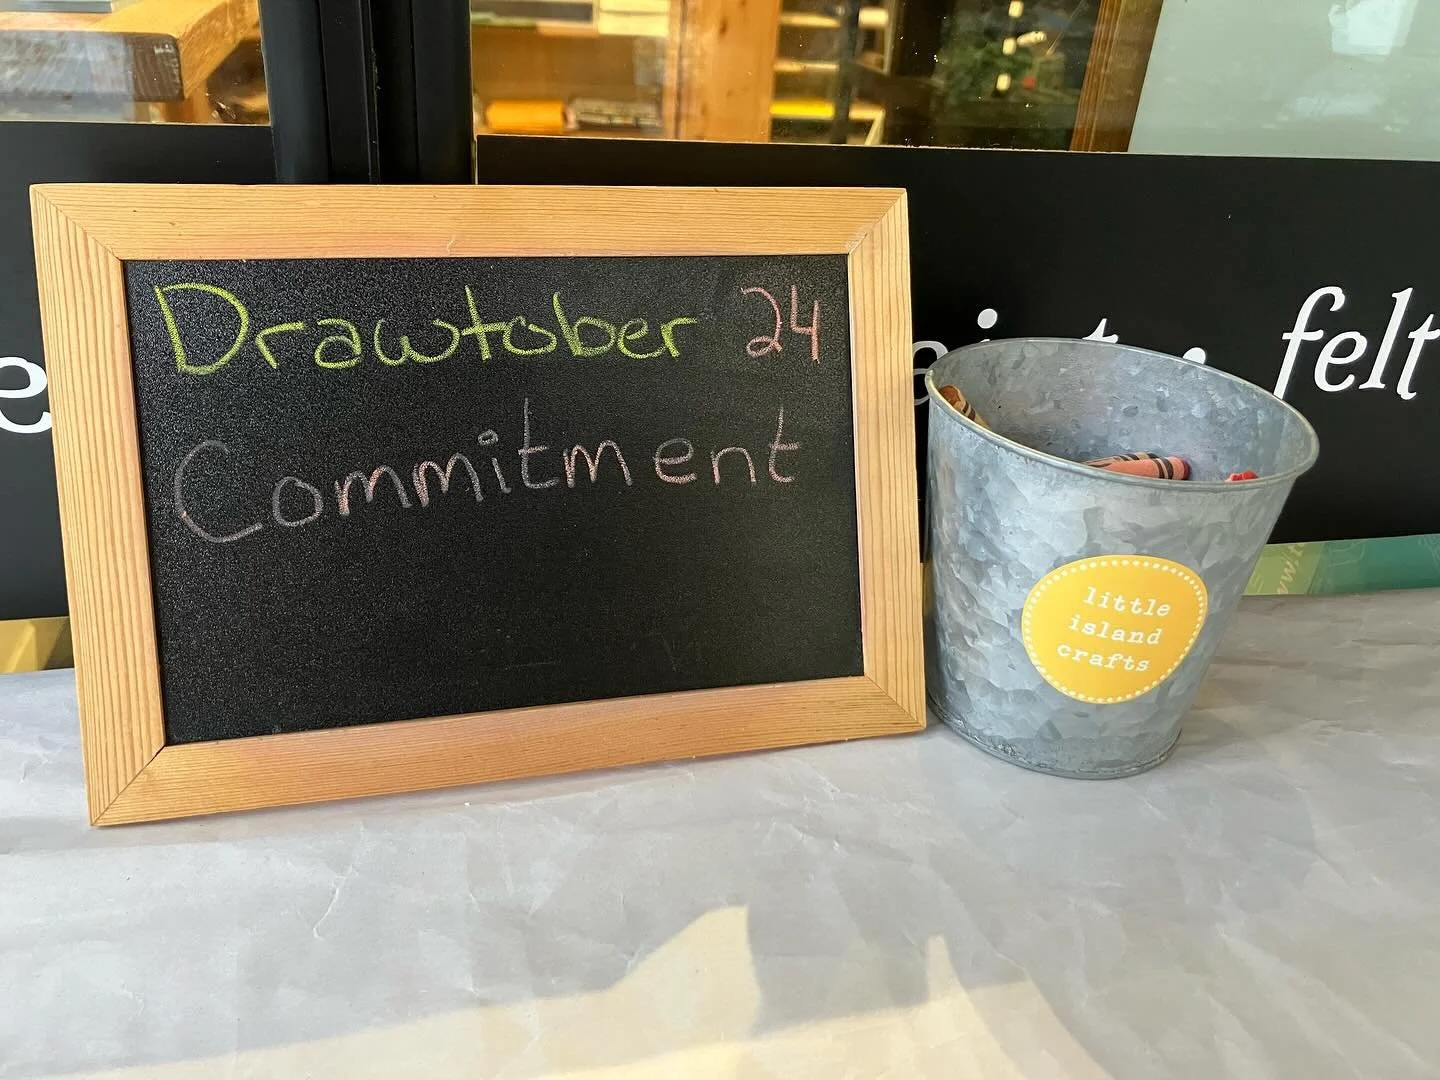 Drawtober 24
Commitment
felt
little
island
crafts